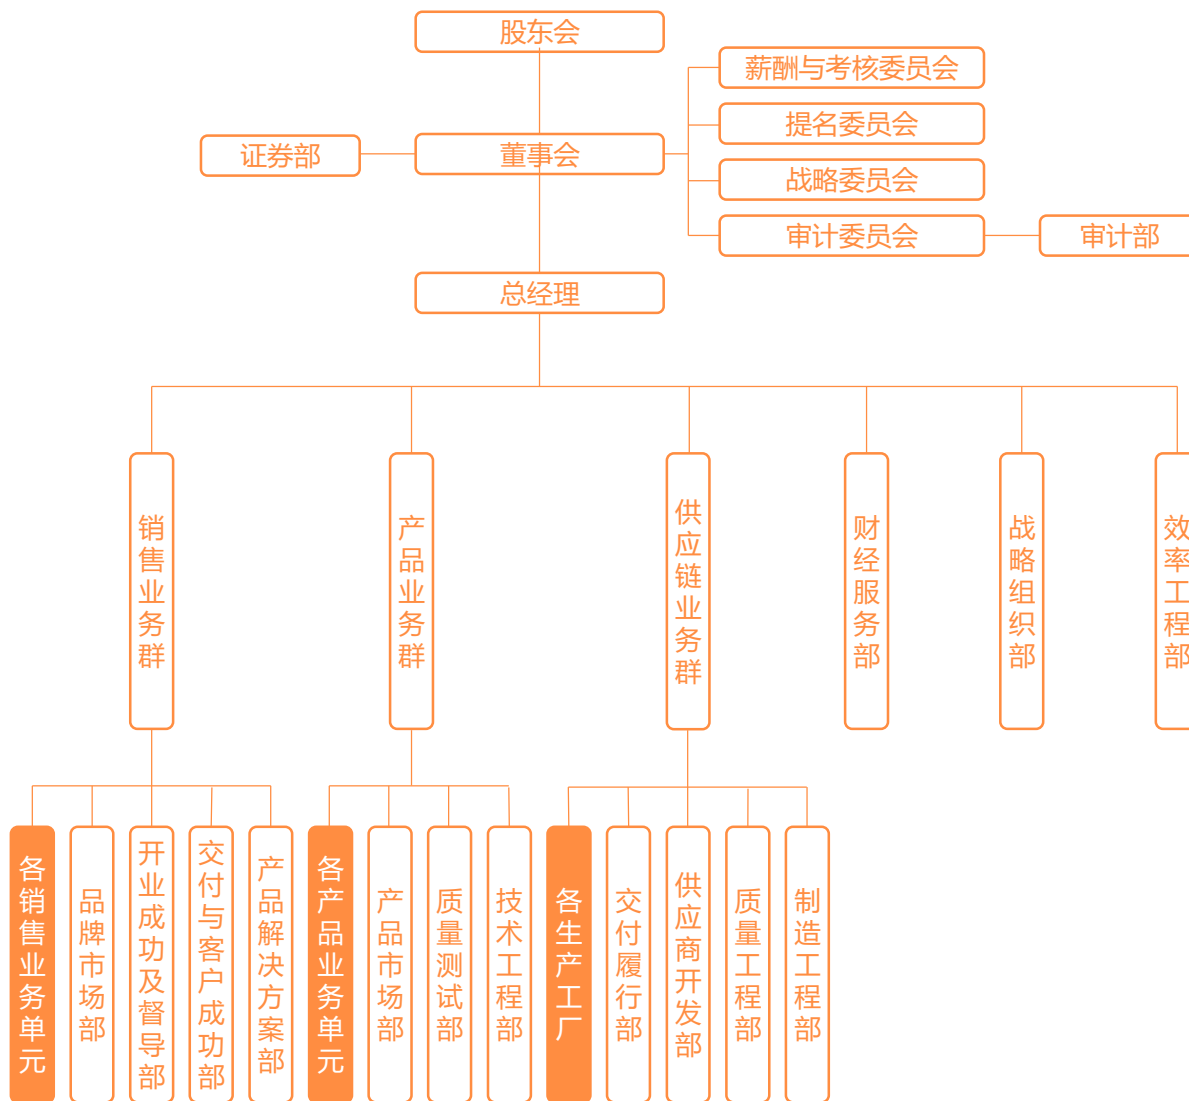 股东会
薪酬与考核委员会
提名委员会
证券部
董事会
战略委员会
审计委员会
审计部
总经理
销售业务群
产品业务群
供应链业务群
财经服务部
战略组织部
效率工程部
各销售业务单元
品牌市场部
开业成功及督导部
交付与客户成功部
产品解决方案部
各产品业务单元
产品市场部
质量测试部
技术工程部
各生产工厂
交付履行部
供应商开发部
质量工程部
制造工程部